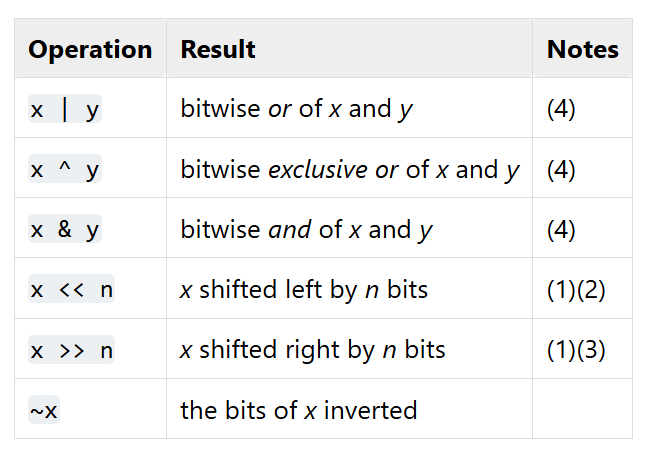 Operation Result Notes
x | y bitwise or of x and y (4)
x ^ y bitwise exclusive or of x and y (4)
x & y bitwise and of x and y (4)
x << n x shifted left by n bits (1)(2)
x >> n x shifted right by n bits (1)(3)
~x the bits of x inverted